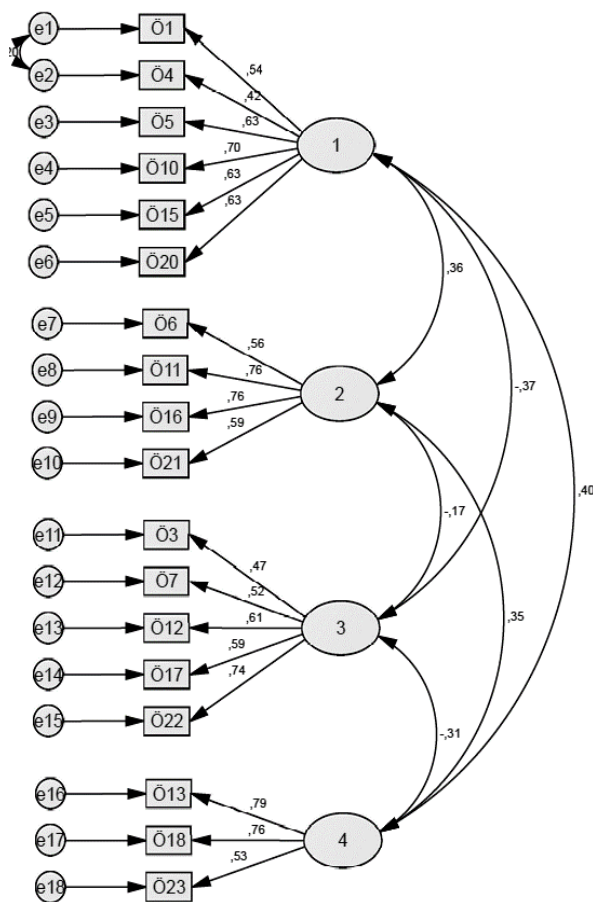 e1 Ö1
e2 Ö4
e3 Ö5
e4 Ö10
e5 Ö15
e6 Ö20
,54
,42
,63
,70
,63
,63
1
e7 Ö6
e8 Ö11
e9 Ö16
e10 Ö21
,56
,76
,76
,59
2
e11 Ö3
e12 Ö7
e13 Ö12
e14 Ö17
e15 Ö22
,47
,52
,61
,59
,74
3
e16 Ö13
e17 Ö18
e18 Ö23
,79
,76
,53
4
,36
-,37
,40
-,17
,35
-,31